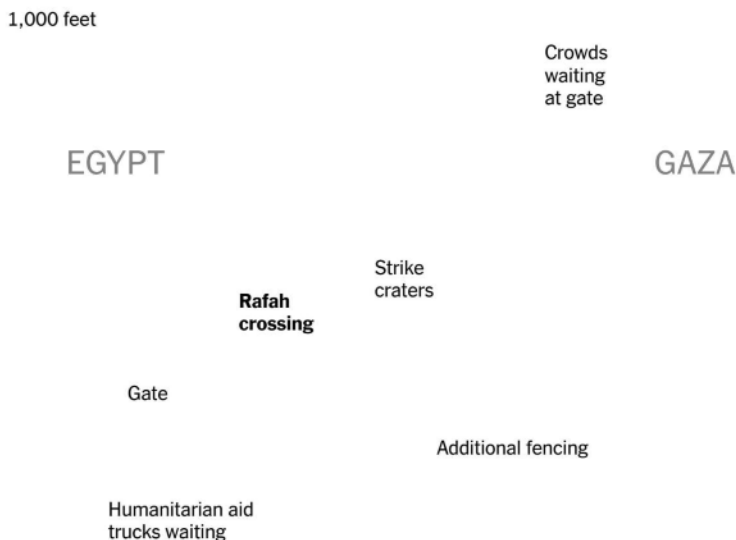 1,000 feet
Crowds
waiting
at gate
EGYPT
GAZA
Strike
craters
Rafah
crossing
Gate
Additional fencing
Humanitarian aid
trucks waiting